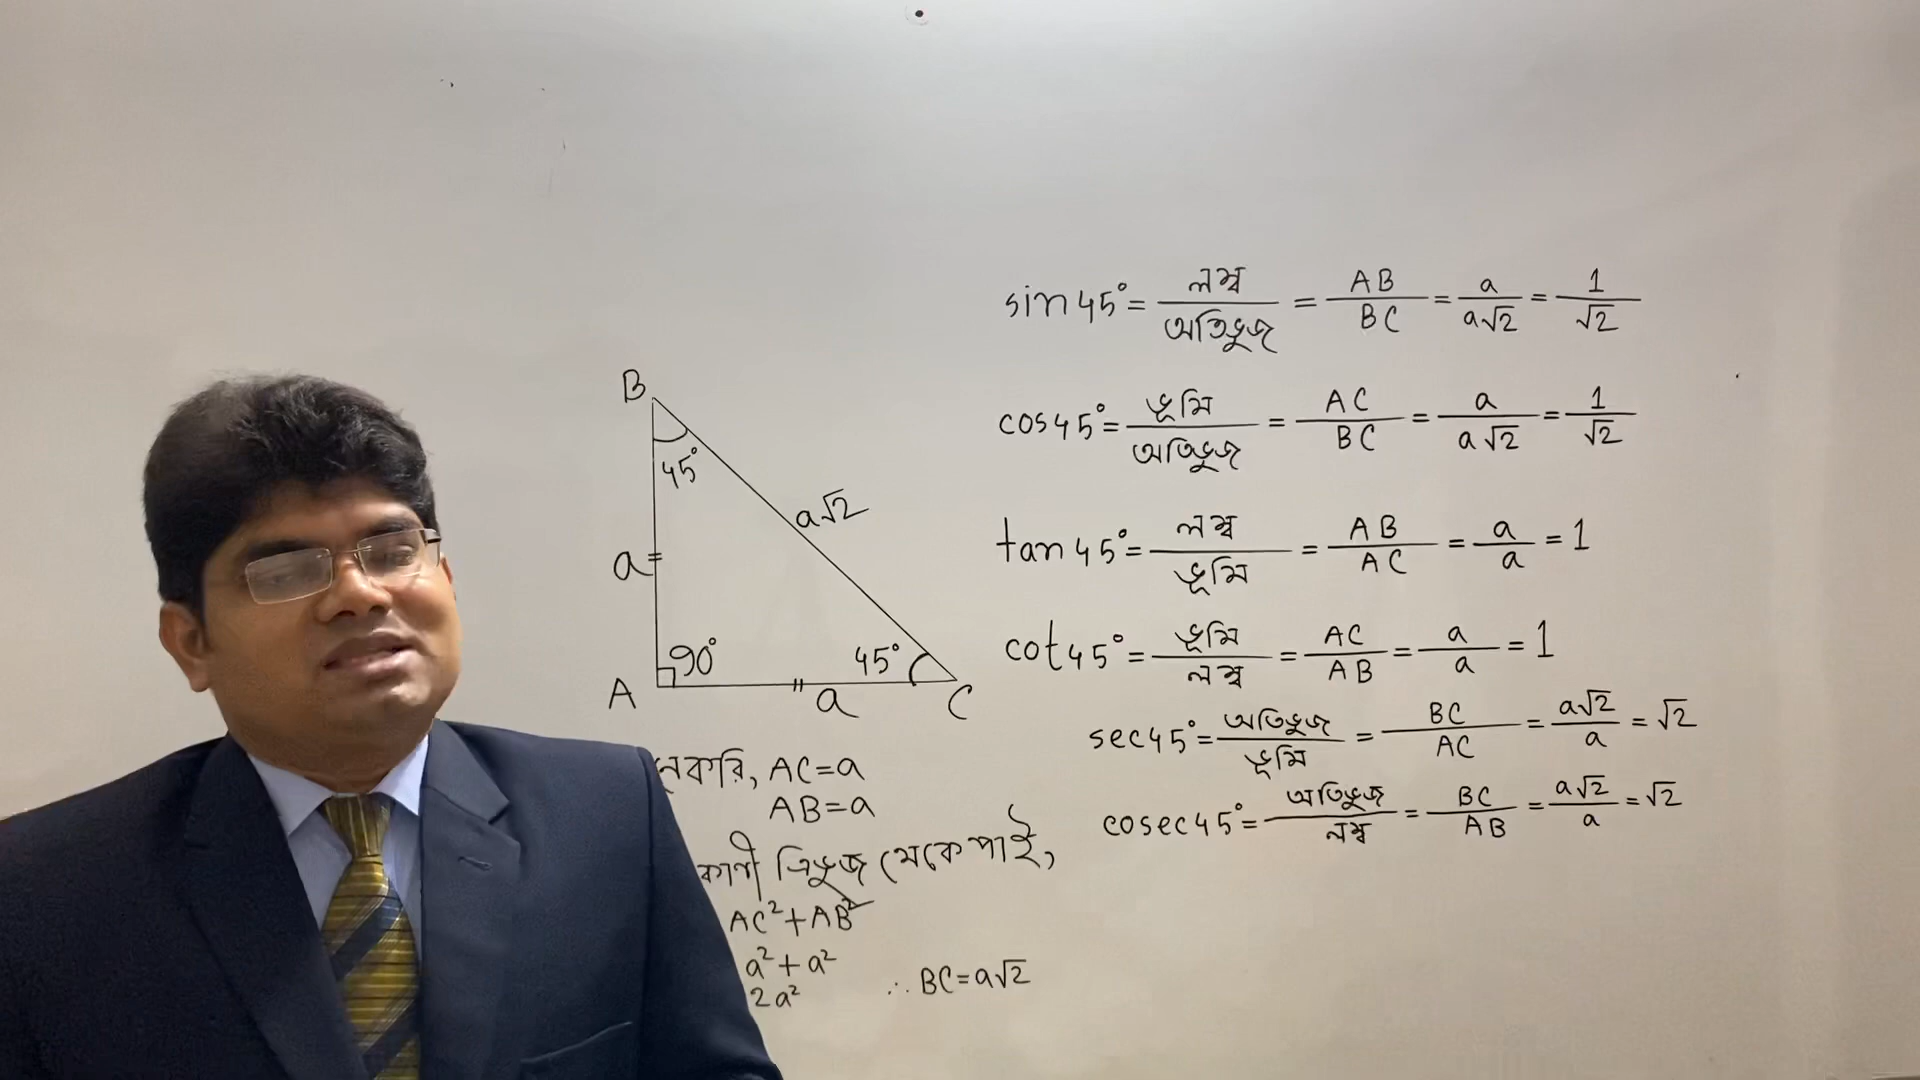 B
45°
a√2
a
90°
45°
A
a
C
করি, AC=a
AB=a
ত্রিভুজ থেকে পাই,
AC²+AB²
a²+a²
2a²
∴ BC=a√2
sin45°= লম্ব/অতিভুজ = AB/BC = a/a√2 = 1/√2
cos45°= ভূমি/অতিভুজ = AC/BC = a/a√2 = 1/√2
tan45°= লম্ব/ভূমি = AB/AC = a/a = 1
cot45°= ভূমি/লম্ব = AC/AB = a/a = 1
sec45°= অতিভুজ/ভূমি = BC/AC = a√2/a = √2
cosec45°= অতিভুজ/লম্ব = BC/AB = a√2/a = √2